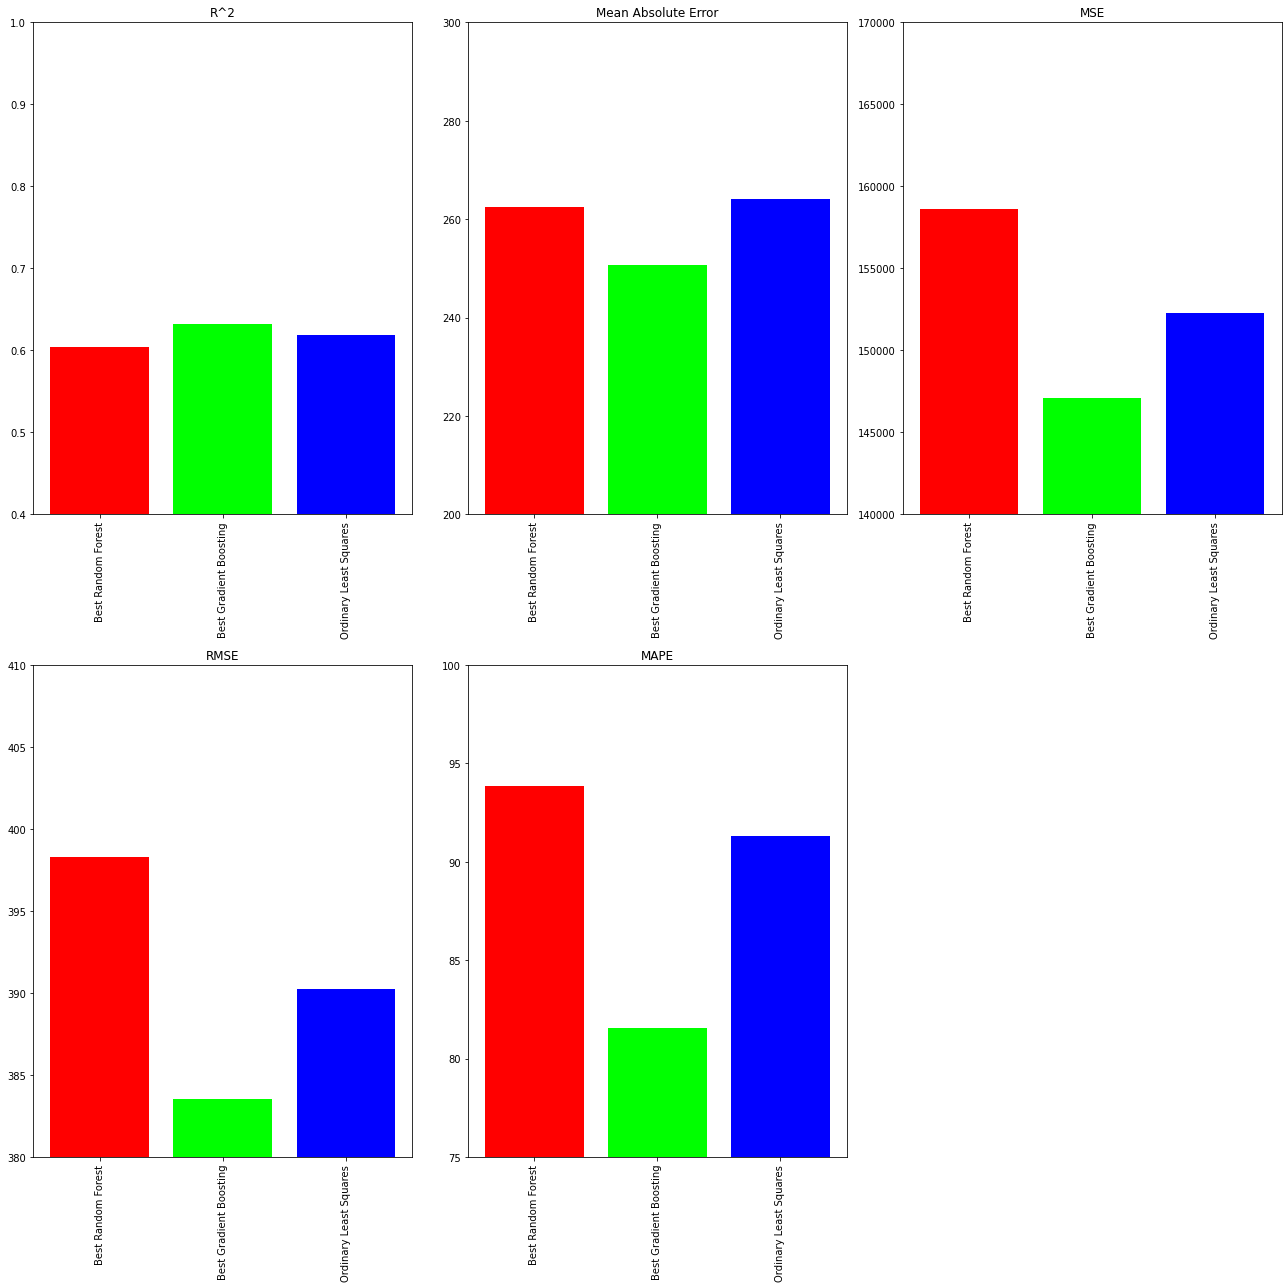 R^2
1.0
0.9
0.8
0.7
0.6
0.5
0.4
Best Random Forest
Best Gradient Boosting
Ordinary Least Squares
Mean Absolute Error
300
280
260
240
220
200
Best Random Forest
Best Gradient Boosting
Ordinary Least Squares
MSE
170000
165000
160000
155000
150000
145000
140000
Best Random Forest
Best Gradient Boosting
Ordinary Least Squares
RMSE
410
405
400
395
390
385
380
Best Random Forest
Best Gradient Boosting
Ordinary Least Squares
MAPE
100
95
90
85
80
75
Best Random Forest
Best Gradient Boosting
Ordinary Least Squares